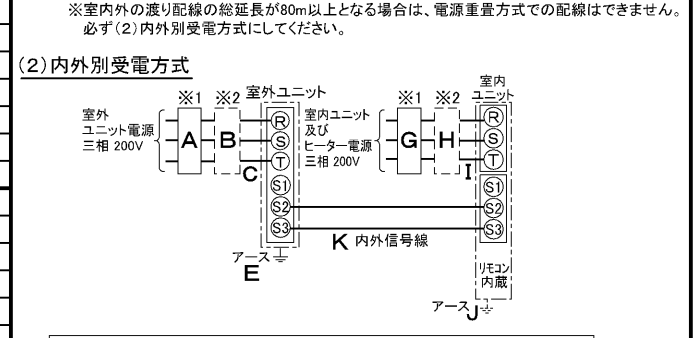 ※室内外の渡り配線の総延長が80m以上となる場合は、電源重畳方式での配線はできません。
必ず(2)内外別受電方式にしてください。
(2)内外別受電方式
※1 ※2 室外ユニット
室外
ユニット電源
三相 200V
A B C
R
S
T
S1
S2
S3
アース
E
※1 ※2 室内
ユニット
室内ユニット
及び
ヒーター電源
三相 200V
G H I
R
S
T
S1
S2
S3
K 内外信号線
リモコン
内蔵
アース J